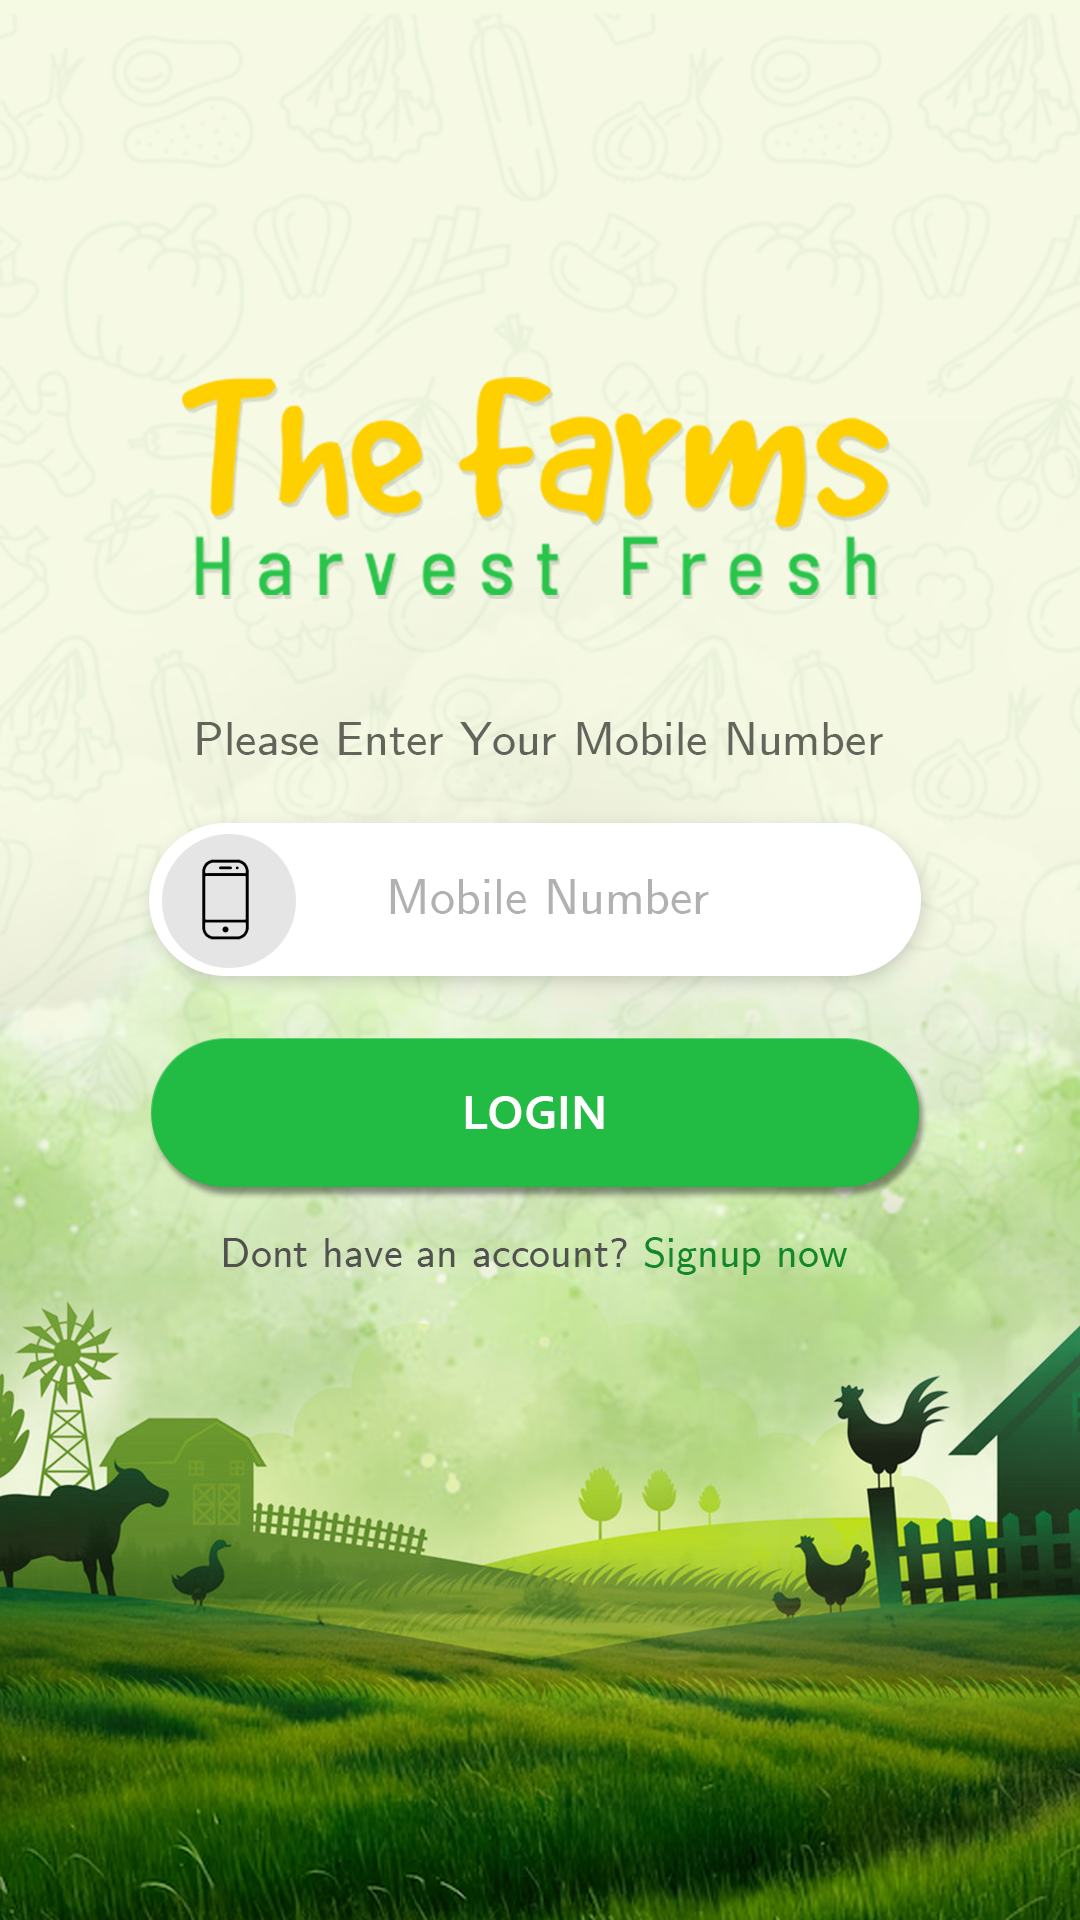 The Farms
Harvest Fresh
Please Enter Your Mobile Number
Mobile Number
LOGIN
Dont have an account? Signup now